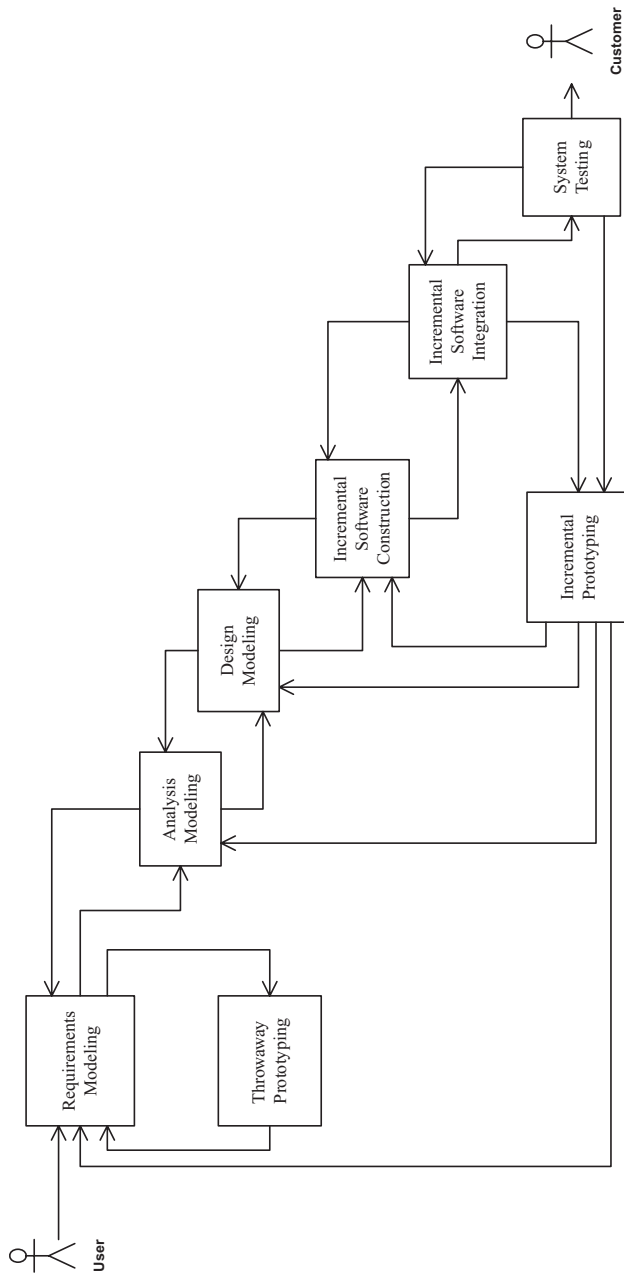 User
Requirements
Modeling
Throwaway
Prototyping
Analysis
Modeling
Design
Modeling
Incremental
Software
Construction
Incremental
Software
Integration
Incremental
Prototyping
System
Testing
Customer